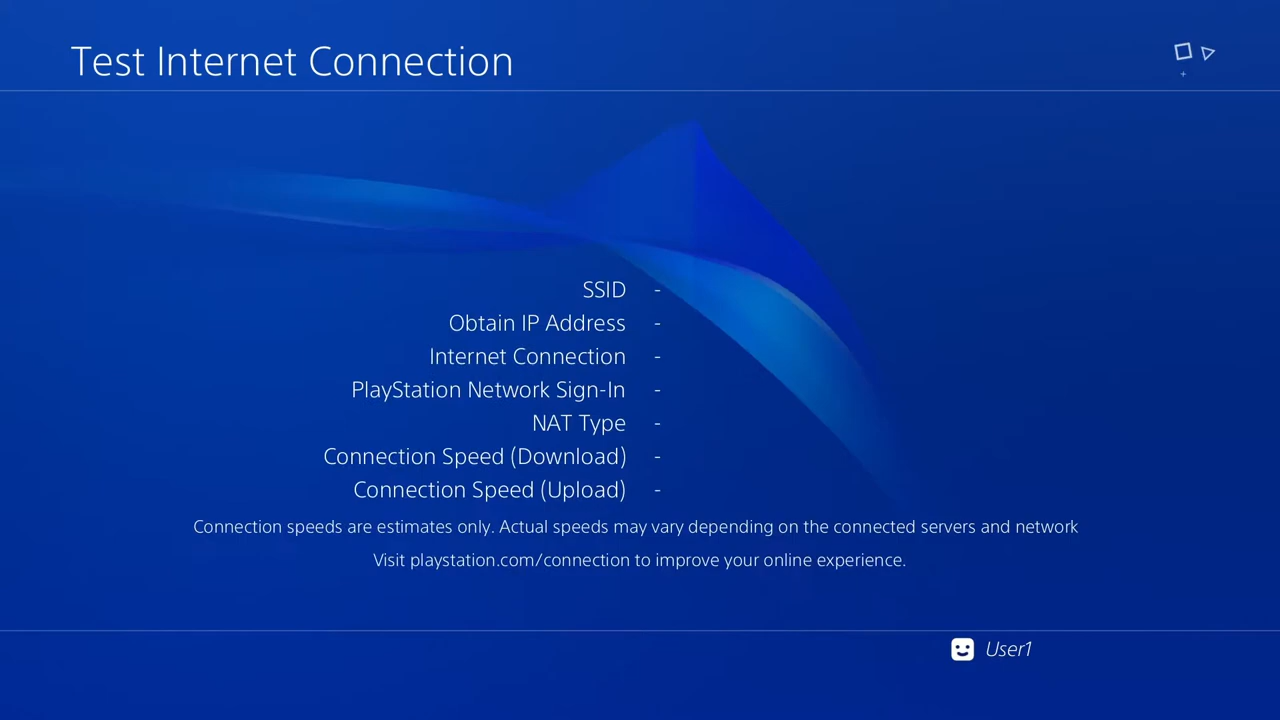 Test Internet Connection
SSID -
Obtain IP Address -
Internet Connection -
PlayStation Network Sign-In -
NAT Type -
Connection Speed (Download) -
Connection Speed (Upload) -
Connection speeds are estimates only. Actual speeds may vary depending on the connected servers and network
Visit playstation.com/connection to improve your online experience.
User1